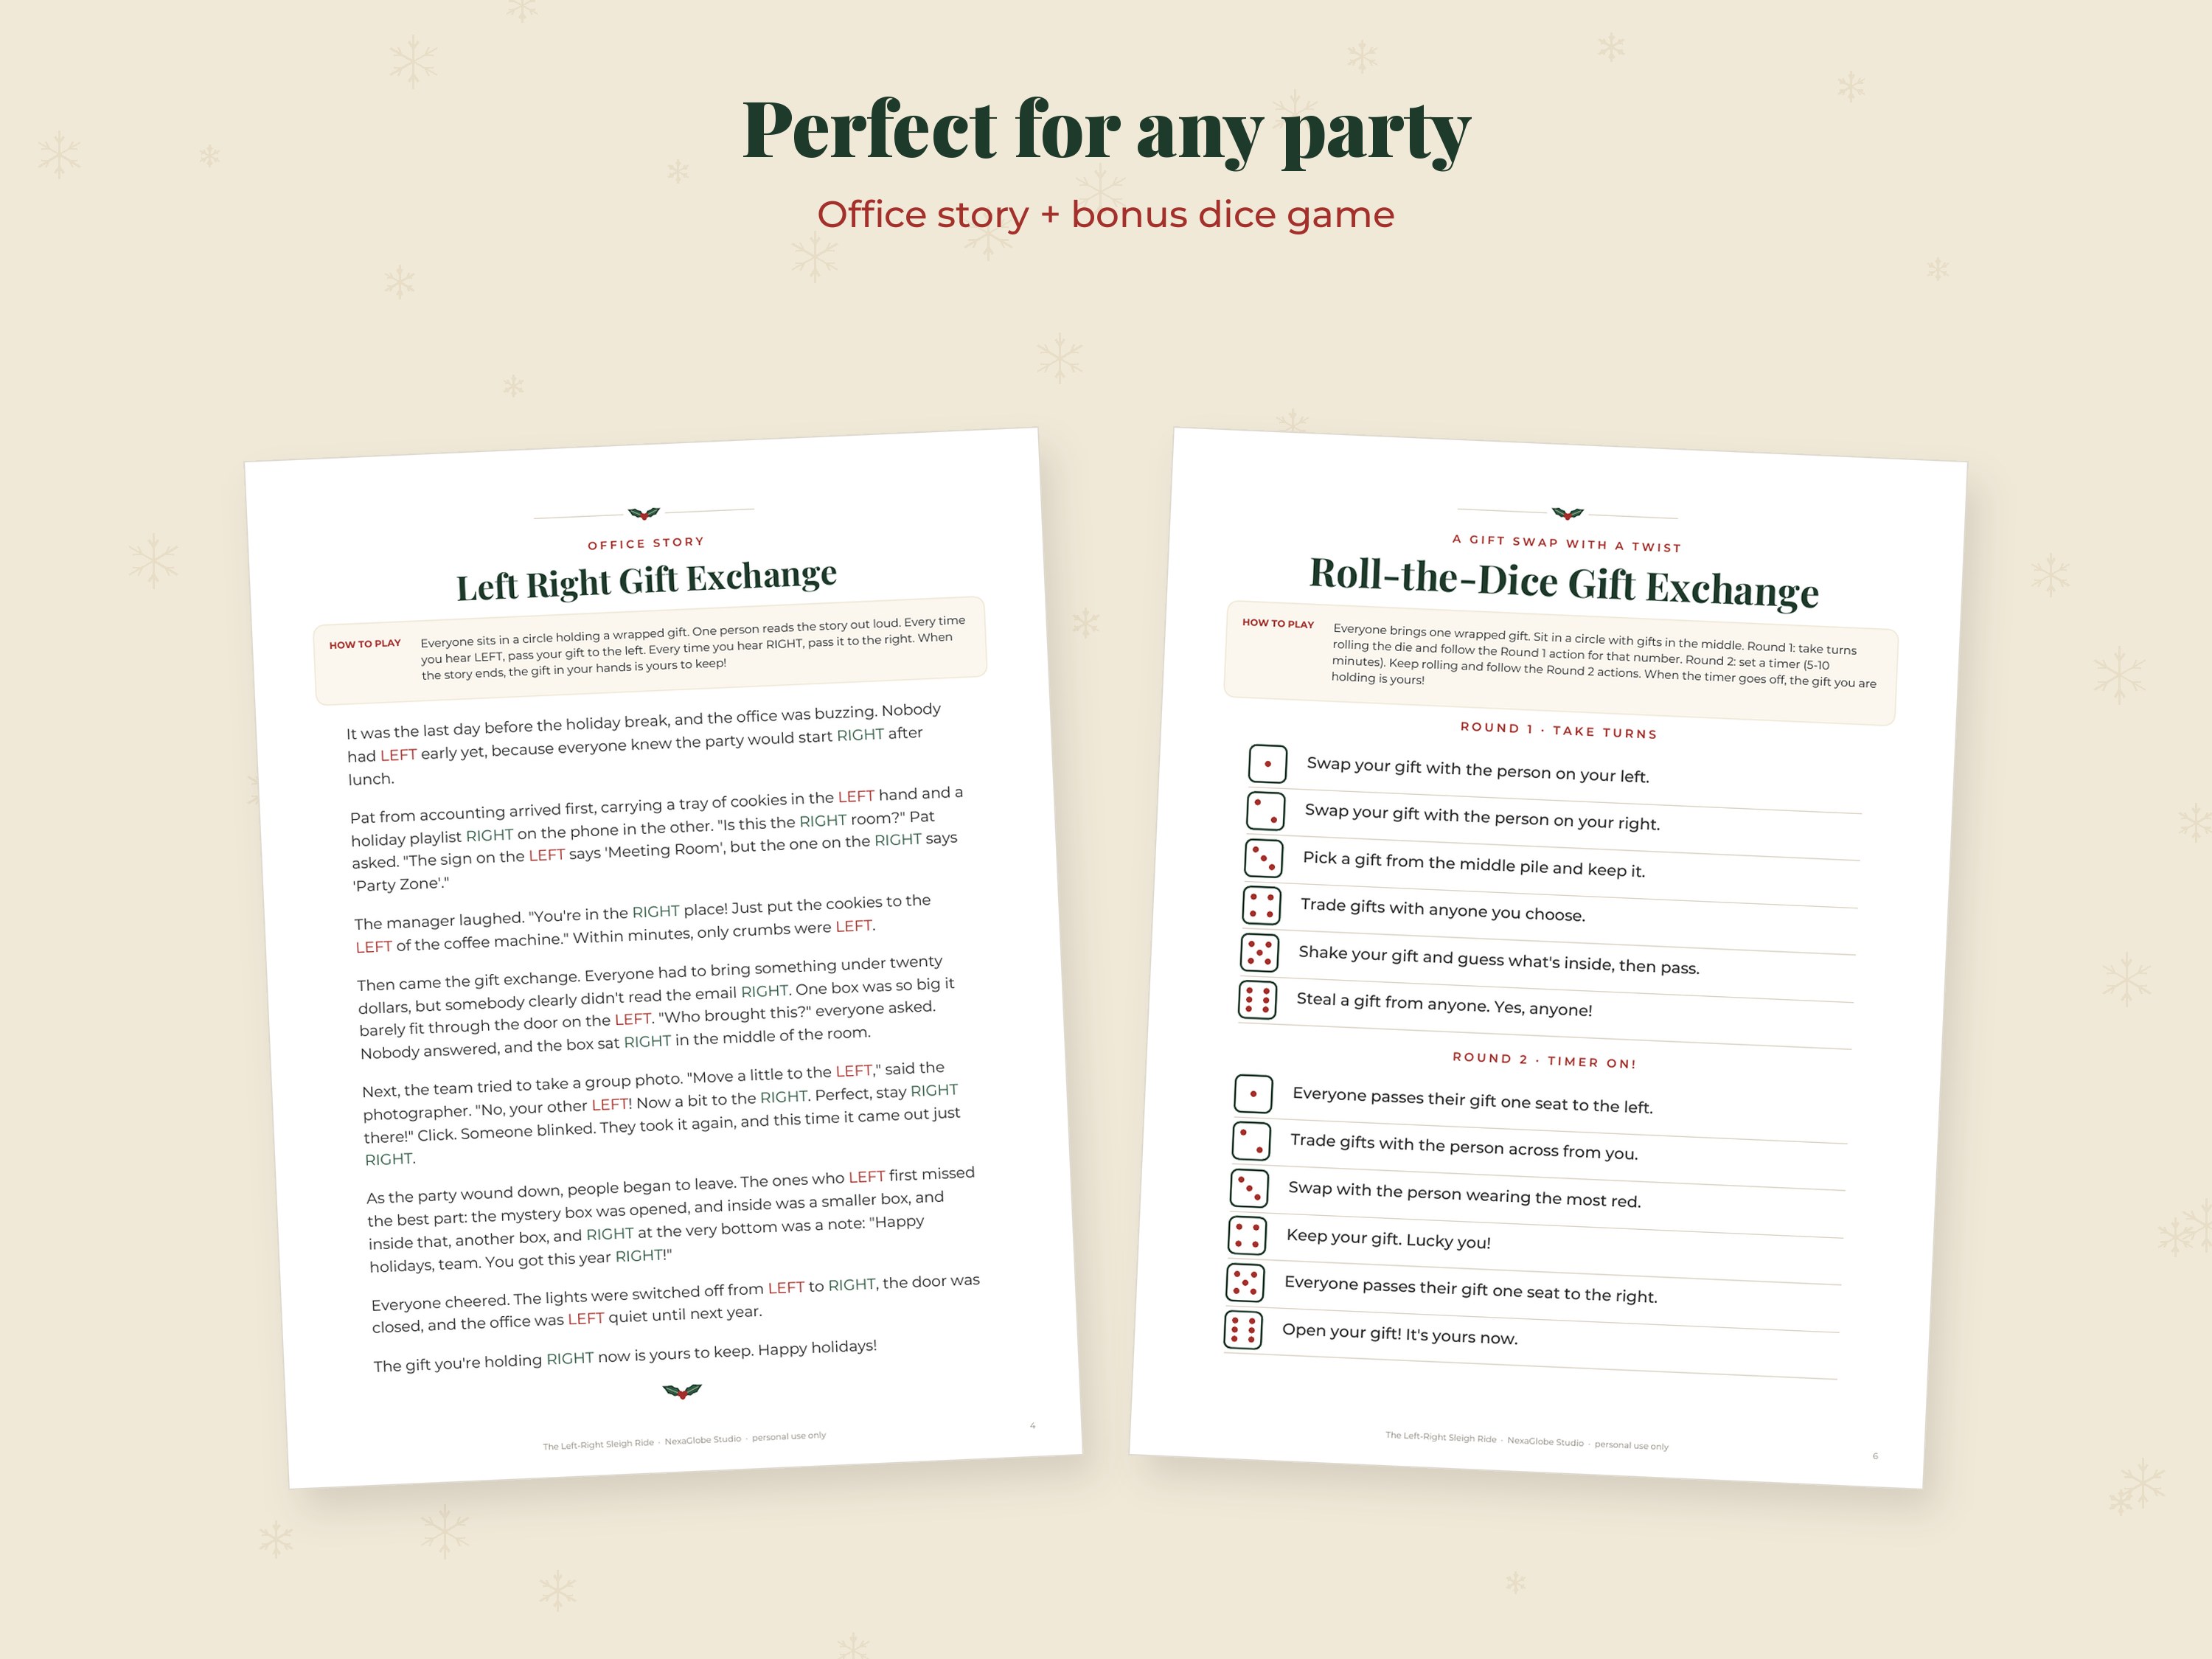 Perfect for any party
Office story + bonus dice game
OFFICE STORY
Left Right Gift Exchange
HOW TO PLAY
Everyone sits in a circle holding a wrapped gift. One person reads the story out loud. Every time
you hear LEFT, pass your gift to the left. Every time you hear RIGHT, pass it to the right. When
the story ends, the gift in your hands is yours to keep!
It was the last day before the holiday break, and the office was buzzing. Nobody
had LEFT early yet, because everyone knew the party would start RIGHT after
lunch.
Pat from accounting arrived first, carrying a tray of cookies in the LEFT hand and a
holiday playlist RIGHT on the phone in the other. "Is this the RIGHT room?" Pat
asked. "The sign on the LEFT says 'Meeting Room', but the one on the RIGHT says
'Party Zone'."
The manager laughed. "You're in the RIGHT place! Just put the cookies to the
LEFT of the coffee machine." Within minutes, only crumbs were LEFT.
Then came the gift exchange. Everyone had to bring something under twenty
dollars, but somebody clearly didn't read the email RIGHT. One box was so big it
barely fit through the door on the LEFT. "Who brought this?" everyone asked.
Nobody answered, and the box sat RIGHT in the middle of the room.
Next, the team tried to take a group photo. "Move a little to the LEFT," said the
photographer. "No, your other LEFT! Now a bit to the RIGHT. Perfect, stay RIGHT
there!" Click. Someone blinked. They took it again, and this time it came out just
RIGHT.
As the party wound down, people began to leave. The ones who LEFT first missed
the best part: the mystery box was opened, and inside was a smaller box, and
inside that, another box, and RIGHT at the very bottom was a note: "Happy
holidays, team. You got this year RIGHT!"
Everyone cheered. The lights were switched off from LEFT to RIGHT, the door was
closed, and the office was LEFT quiet until next year.
The gift you're holding RIGHT now is yours to keep. Happy holidays!
The Left-Right Sleigh Ride · NexaGlobe Studio · personal use only
4
A GIFT SWAP WITH A TWIST
Roll-the-Dice Gift Exchange
HOW TO PLAY
Everyone brings one wrapped gift. Sit in a circle with gifts in the middle. Round 1: take turns
rolling the die and follow the Round 1 action for that number. Round 2: set a timer (5-10
minutes). Keep rolling and follow the Round 2 actions. When the timer goes off, the gift you are
holding is yours!
ROUND 1 · TAKE TURNS
Swap your gift with the person on your left.
Swap your gift with the person on your right.
Pick a gift from the middle pile and keep it.
Trade gifts with anyone you choose.
Shake your gift and guess what's inside, then pass.
Steal a gift from anyone. Yes, anyone!
ROUND 2 · TIMER ON!
Everyone passes their gift one seat to the left.
Trade gifts with the person across from you.
Swap with the person wearing the most red.
Keep your gift. Lucky you!
Everyone passes their gift one seat to the right.
Open your gift! It's yours now.
The Left-Right Sleigh Ride · NexaGlobe Studio · personal use only
6